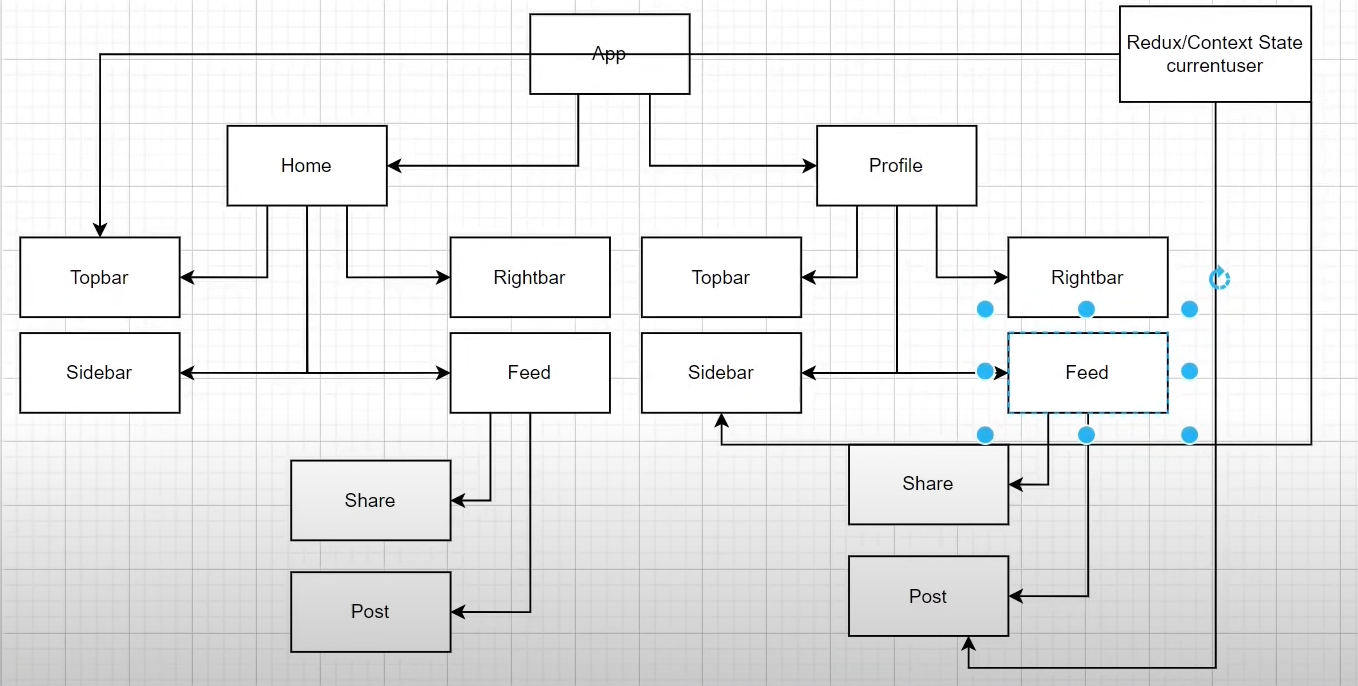 App
Redux/Context State
currentuser
Home
Profile
Topbar
Rightbar
Topbar
Rightbar
Sidebar
Feed
Sidebar
Feed
Share
Share
Post
Post